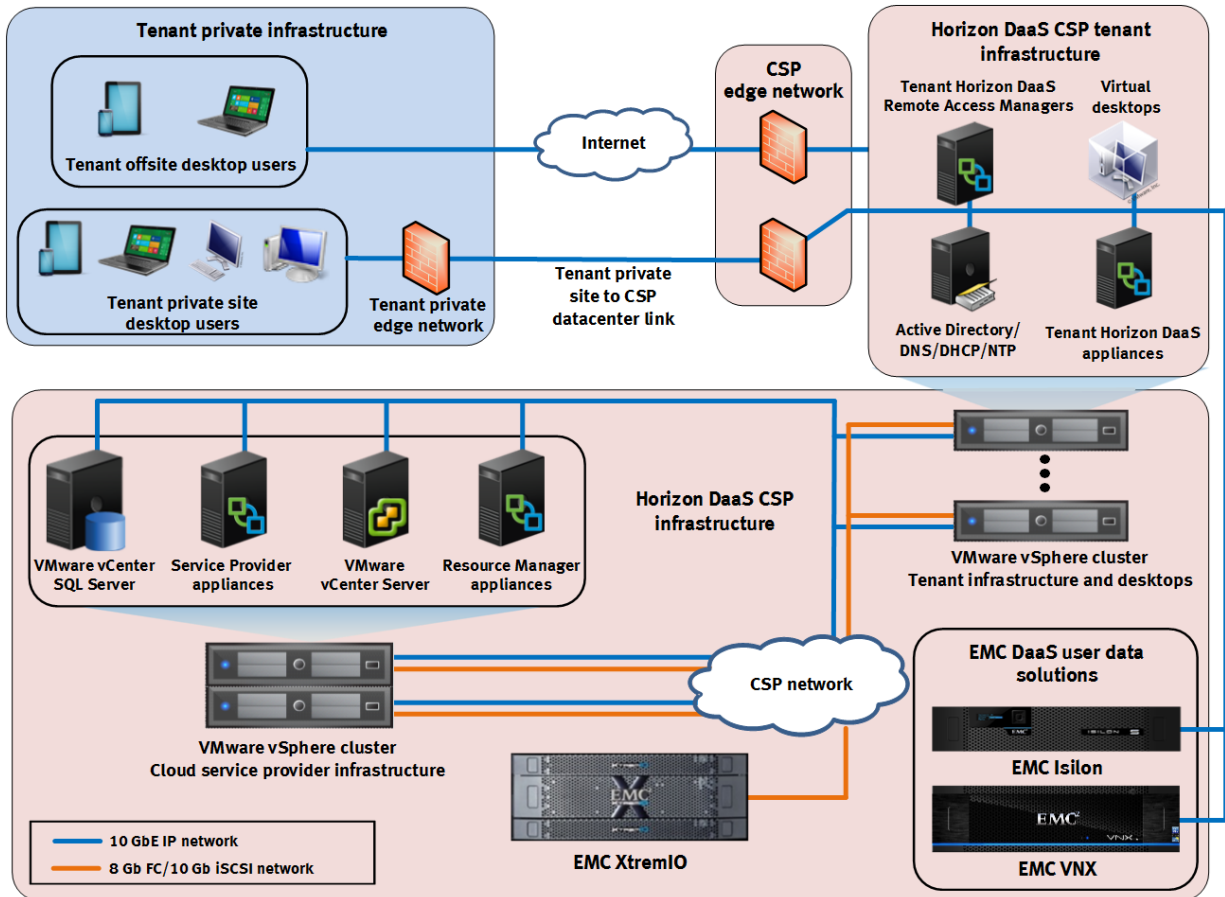 Tenant private infrastructure
Tenant offsite desktop users
Tenant private site
desktop users
Tenant private
edge network
Internet
Tenant private
site to CSP
datacenter link
CSP
edge network
Horizon DaaS CSP tenant
infrastructure
Tenant Horizon DaaS
Remote Access Managers
Virtual
desktops
Active Directory/
DNS/DHCP/NTP
Tenant Horizon DaaS
appliances
VMware vCenter
SQL Server
Service Provider
appliances
VMware
vCenter Server
Resource Manager
appliances
Horizon DaaS CSP
infrastructure
VMware vSphere cluster
Tenant infrastructure and desktops
VMware vSphere cluster
Cloud service provider infrastructure
CSP network
EMC DaaS user data
solutions
EMC
ISILON S
EMC Isilon
EMC²
VNX
EMC VNX
EMC²
X
EMC XtremIO
10 GbE IP network
8 Gb FC/10 Gb iSCSI network